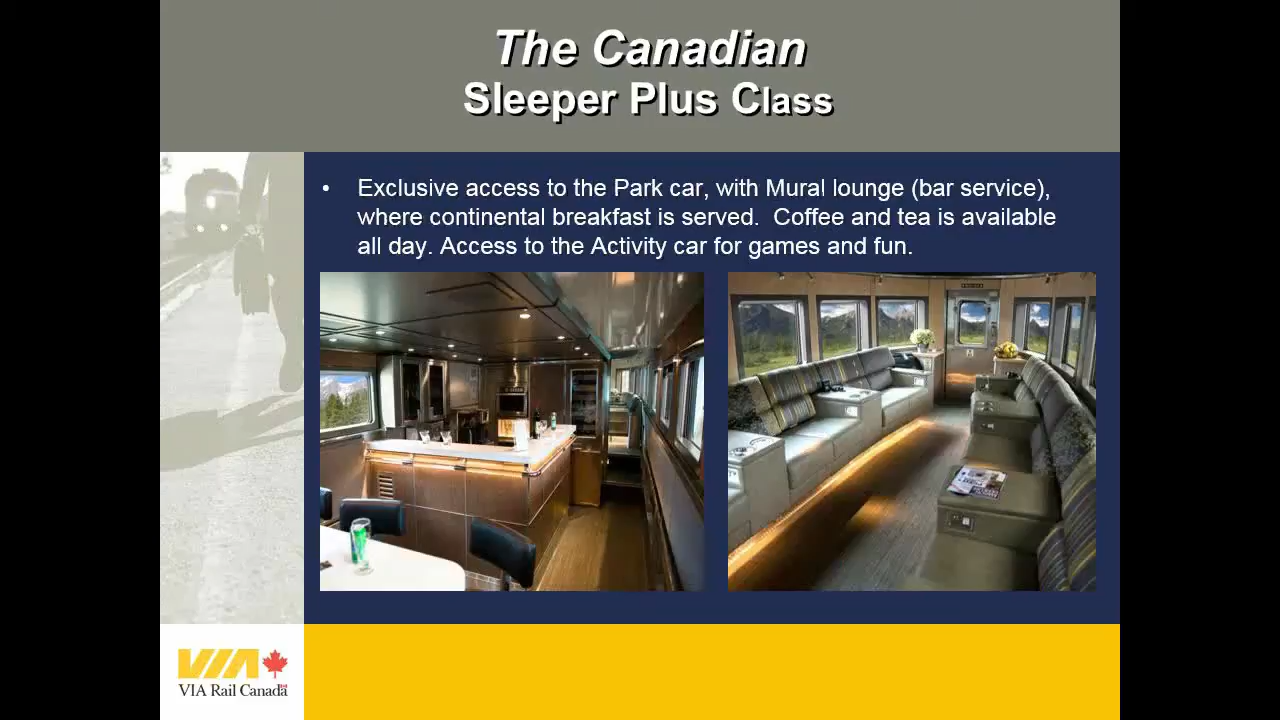 The Canadian
Sleeper Plus Class
• Exclusive access to the Park car, with Mural lounge (bar service),
where continental breakfast is served.  Coffee and tea is available
all day. Access to the Activity car for games and fun.
VIA
VIA Rail Canada